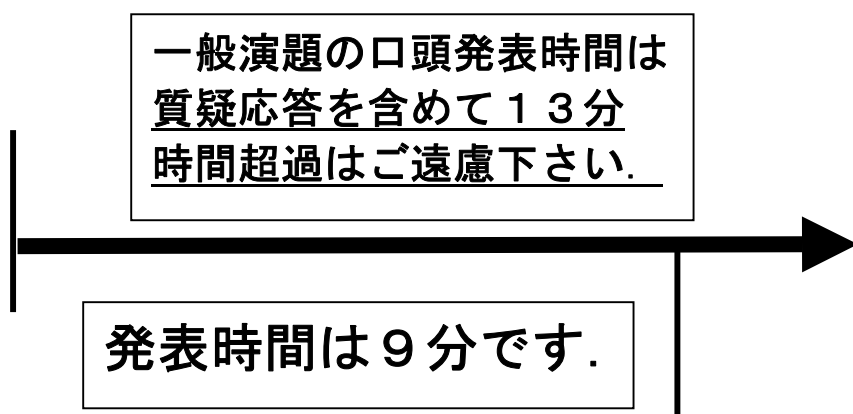 一般演題の口頭発表時間は
質疑応答を含めて１３分
時間超過はご遠慮下さい.
発表時間は９分です.